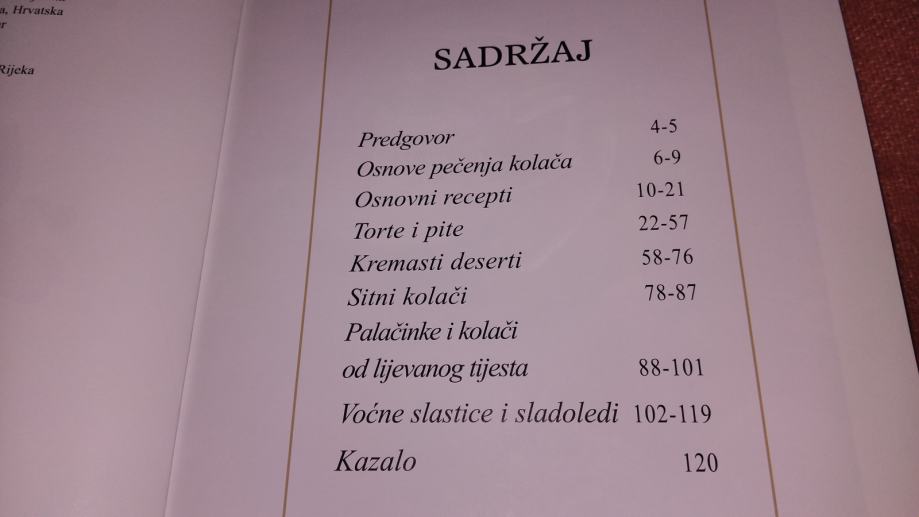 a, Hrvatska
Rijeka
SADRŽAJ
Predgovor 4-5
Osnove pečenja kolača 6-9
Osnovni recepti 10-21
Torte i pite 22-57
Kremasti deserti 58-76
Sitni kolači 78-87
Palačinke i kolači
od lijevanog tijesta 88-101
Voćne slastice i sladoledi 102-119
Kazalo 120